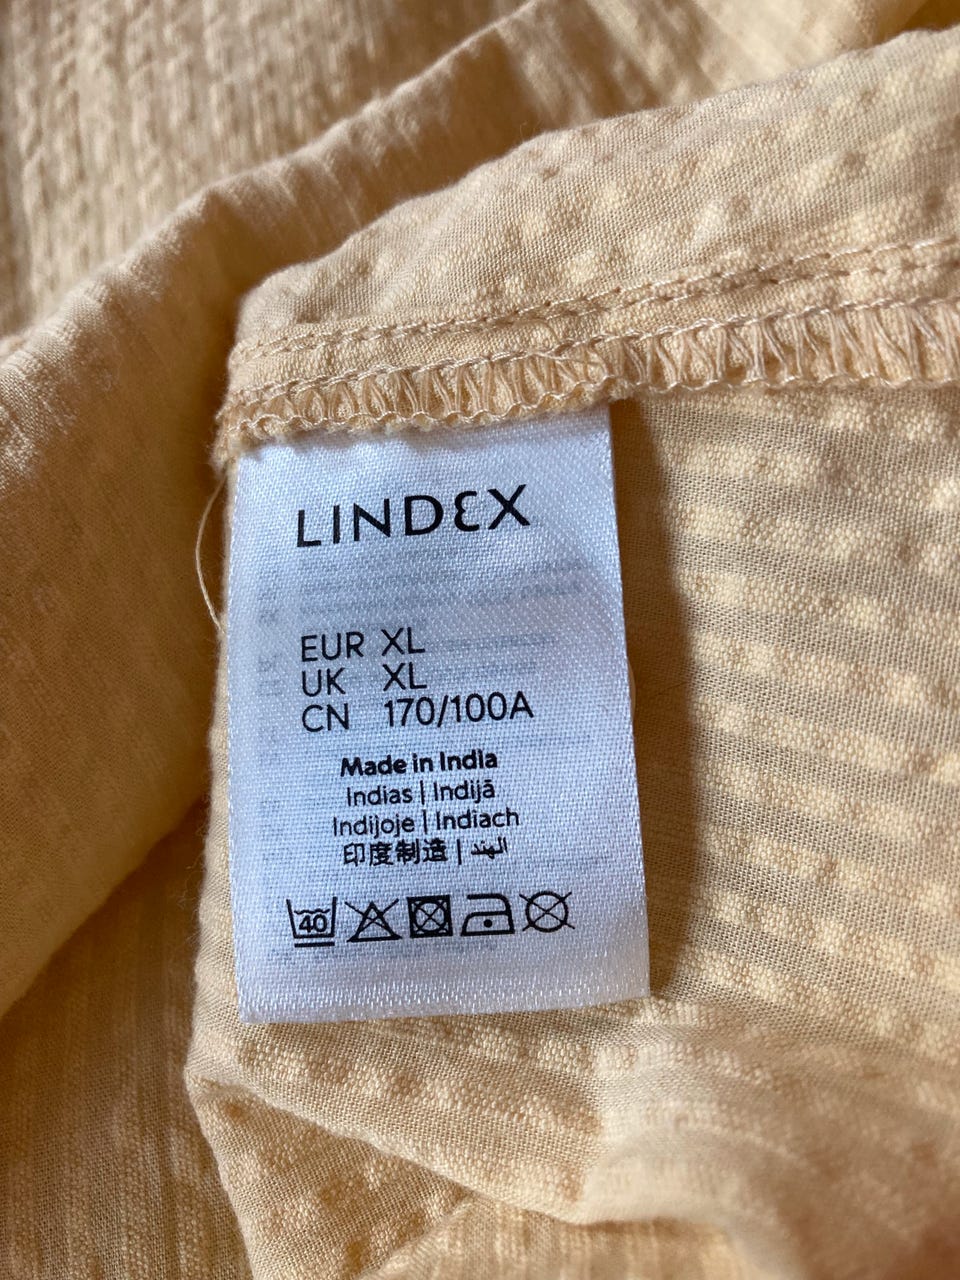 LINDEX
EUR XL
UK XL
CN 170/100A
Made in India
Indias | Indijā
Indijoje | Indiach
印度制造 | الهند
40